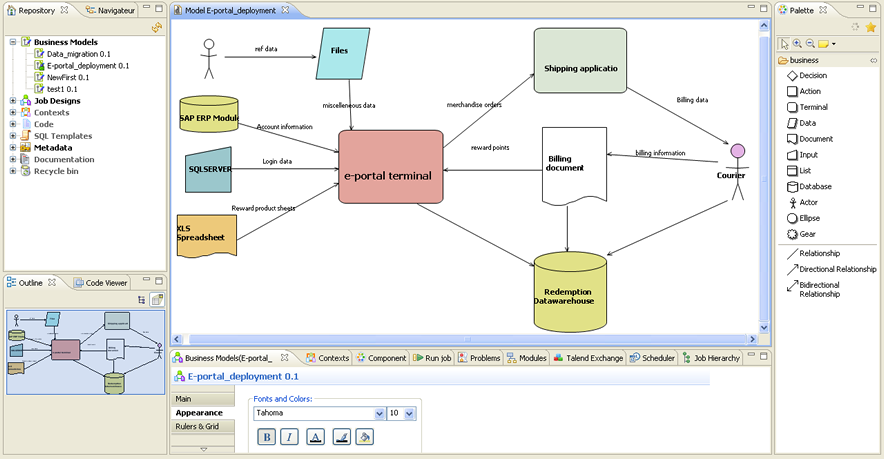 Repository
Navigateur
Business Models
Data_migration 0.1
E-portal_deployment 0.1
NewFirst 0.1
test1 0.1
Job Designs
Contexts
Code
SQL Templates
Metadata
Documentation
Recycle bin
Outline
Code Viewer
Model E-portal_deployment
ref data
Files
miscellaneous data
SAP ERP Module
Account information
SQLSERVER
Login data
XLS
Spreadsheet
Reward product sheets
e-portal terminal
merchandise orders
Shipping applicatio
Billing data
reward points
Billing
document
billing information
Courier
Redemption
Datawarehouse
Business Models(E-portal_
Contexts
Component
Run job
Problems
Modules
Talend Exchange
Scheduler
Job Hierarchy
E-portal_deployment 0.1
Main
Appearance
Rulers & Grid
Fonts and Colors:
Tahoma
10
B
I
A
Palette
business
Decision
Action
Terminal
Data
Document
Input
List
Database
Actor
Ellipse
Gear
Relationship
Directional Relationship
Bidirectional
Relationship